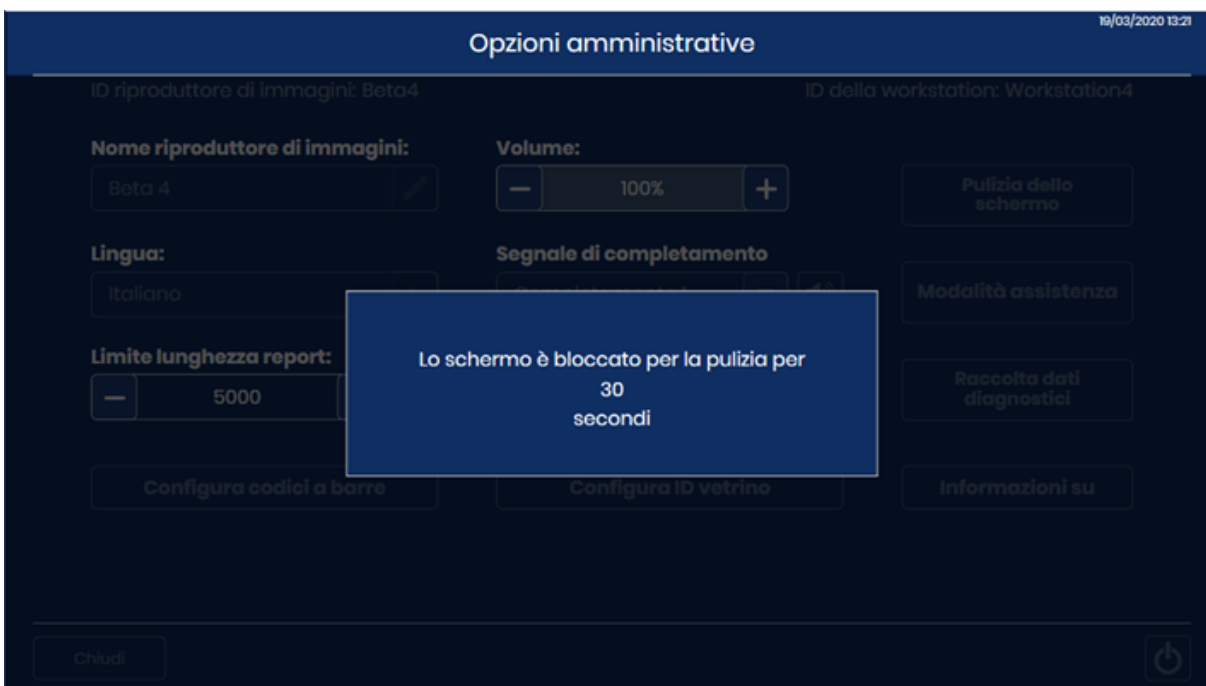 19/03/2020 13:21
Opzioni amministrative
ID riproduttore di immagini: Beta4
ID della workstation: Workstation4
Nome riproduttore di immagini:
Volume:
Beta 4
100%
Pulizia dello
schermo
Lingua:
Segnale di completamento
Italiano
Modalità assistenza
Lo schermo è bloccato per la pulizia per
30
secondi
Limite lunghezza report:
5000
Raccolta dati
diagnostici
Configura codici a barre
Configura ID vetrino
Informazioni su
Chiudi